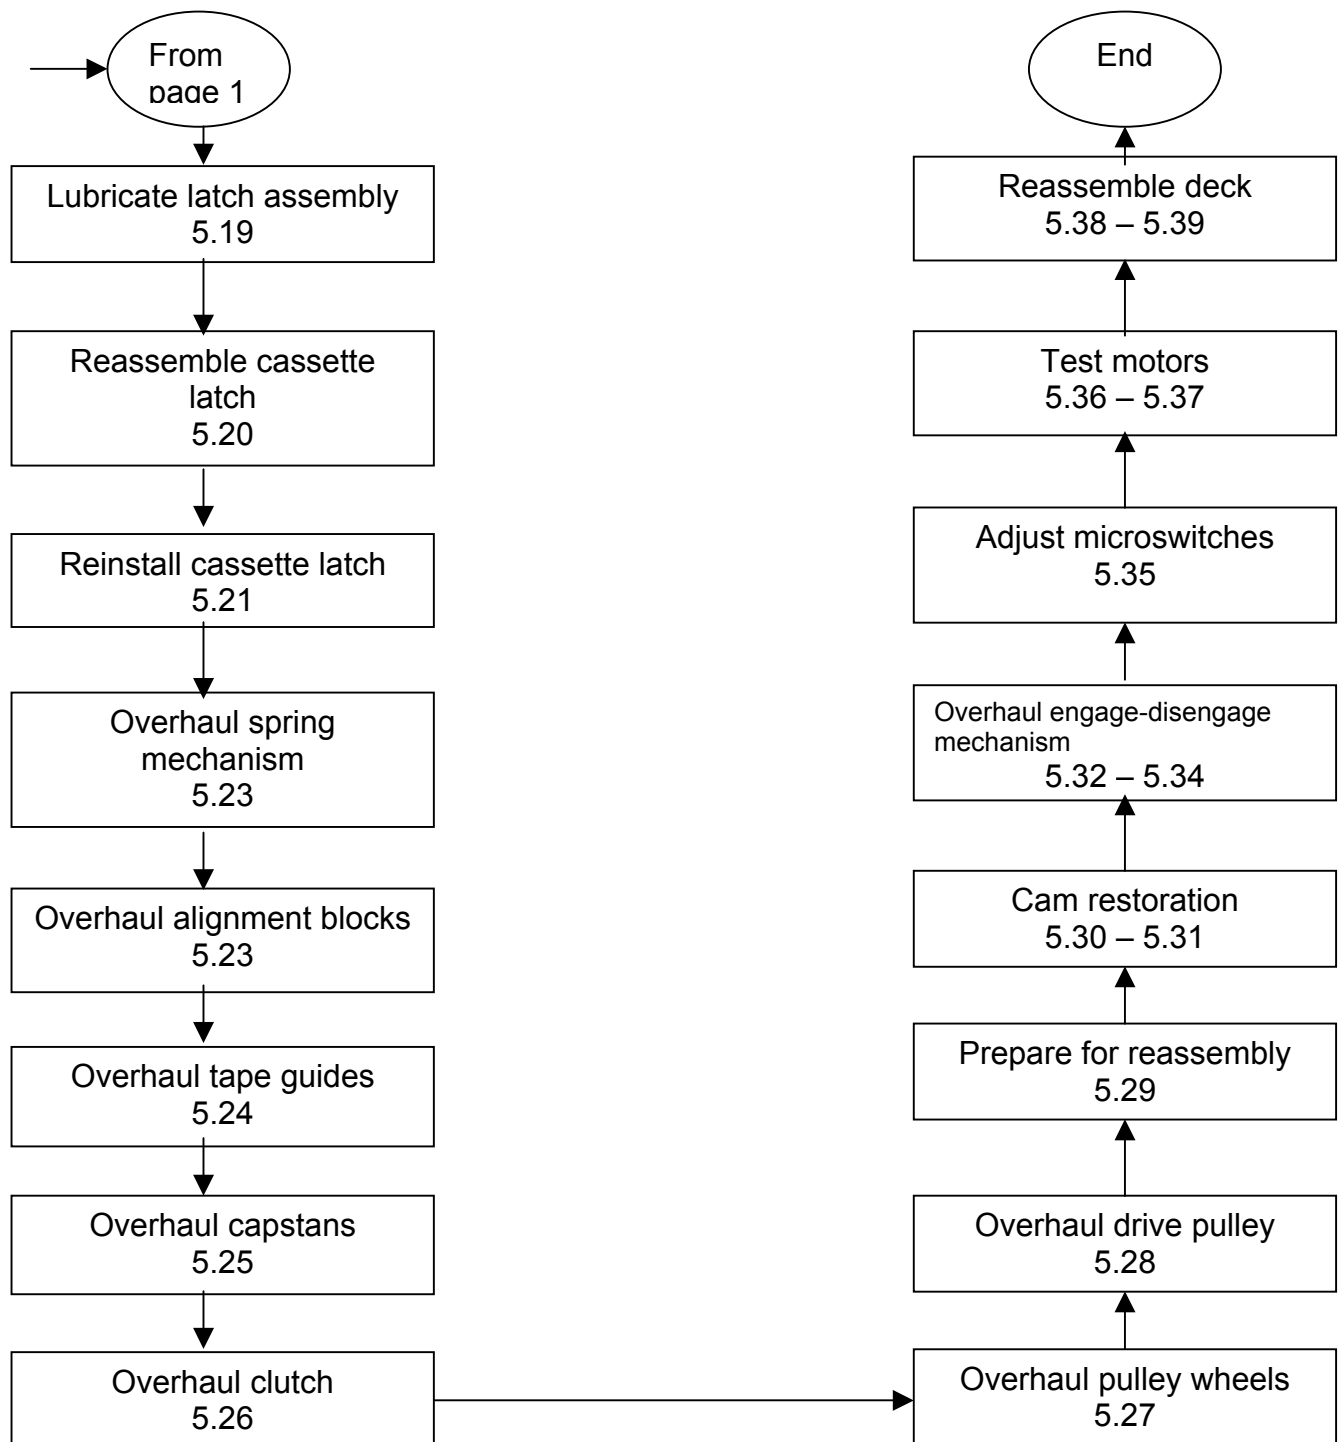 From
page 1
Lubricate latch assembly
5.19
Reassemble cassette
latch
5.20
Reinstall cassette latch
5.21
Overhaul spring
mechanism
5.23
Overhaul alignment blocks
5.23
Overhaul tape guides
5.24
Overhaul capstans
5.25
Overhaul clutch
5.26
Overhaul pulley wheels
5.27
Overhaul drive pulley
5.28
Prepare for reassembly
5.29
Cam restoration
5.30 – 5.31
Overhaul engage-disengage
mechanism
5.32 – 5.34
Adjust microswitches
5.35
Test motors
5.36 – 5.37
Reassemble deck
5.38 – 5.39
End